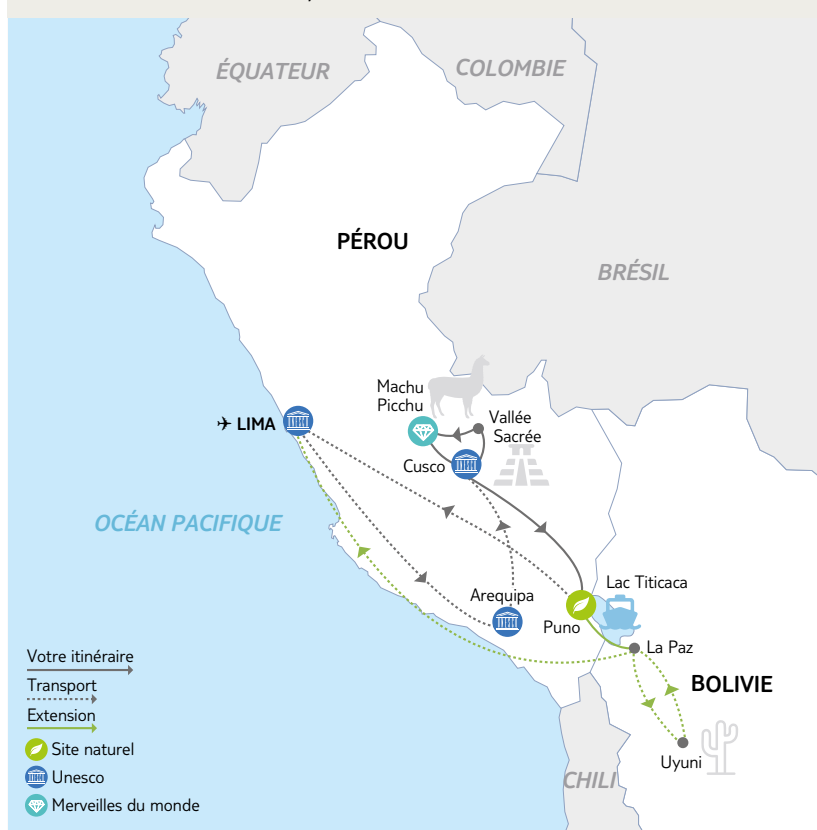 ÉQUATEUR
COLOMBIE
PÉROU
BRÉSIL
Machu
Picchu
Vallée
Sacrée
✈ LIMA
Cusco
OCÉAN PACIFIQUE
Arequipa
Lac Titicaca
Puno
La Paz
BOLIVIE
Uyuni
CHILI
Votre itinéraire
Transport
Extension
Site naturel
Unesco
Merveilles du monde